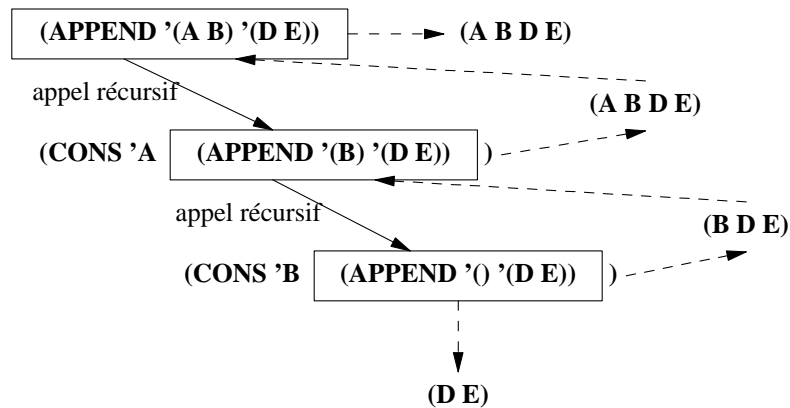 (APPEND ’(A B) ’(D E)) (A B D E)
appel récursif
(A B D E)
(CONS ’A (APPEND ’(B) ’(D E)) )
appel récursif
(B D E)
(CONS ’B (APPEND ’() ’(D E)) )
(D E)